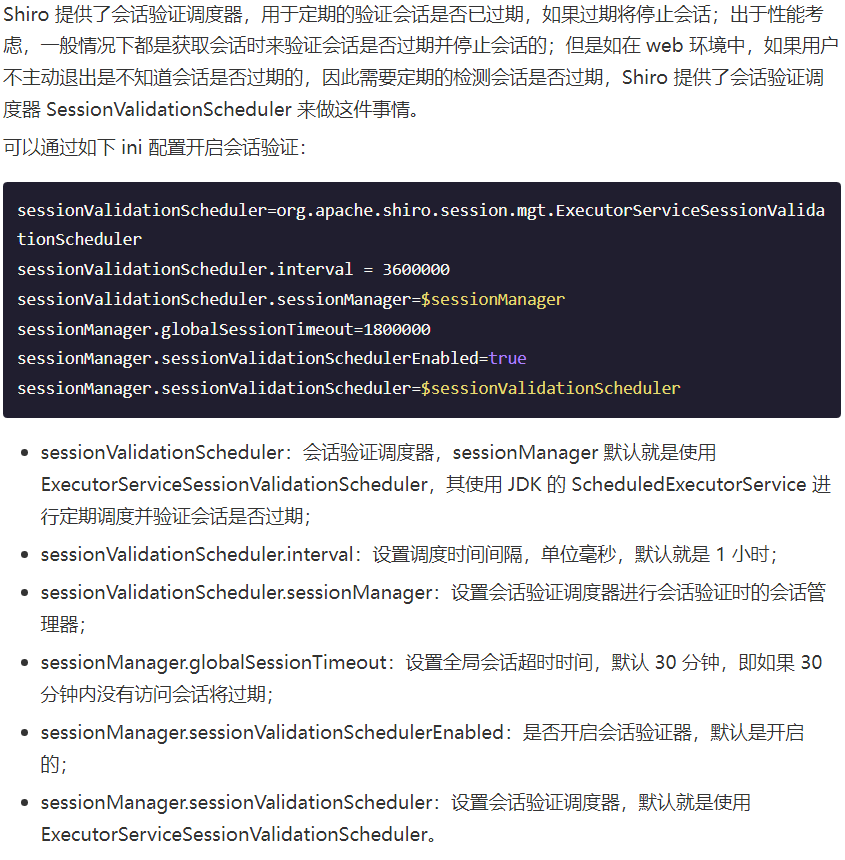 Shiro 提供了会话验证调度器，用于定期的验证会话是否已过期，如果过期将停止会话；出于性能考
虑，一般情况下都是获取会话时来验证会话是否过期并停止会话的；但是如在 web 环境中，如果用户
不主动退出是不知道会话是否过期的，因此需要定期的检测会话是否过期，Shiro 提供了会话验证调
度器 SessionValidationScheduler 来做这件事情。
可以通过如下 ini 配置开启会话验证：
sessionValidationScheduler=org.apache.shiro.session.mgt.ExecutorServiceSessionValida
tionScheduler
sessionValidationScheduler.interval = 3600000
sessionValidationScheduler.sessionManager=$sessionManager
sessionManager.globalSessionTimeout=1800000
sessionManager.sessionValidationSchedulerEnabled=true
sessionManager.sessionValidationScheduler=$sessionValidationScheduler
• sessionValidationScheduler：会话验证调度器，sessionManager 默认就是使用
ExecutorServiceSessionValidationScheduler，其使用 JDK 的 ScheduledExecutorService 进
行定期调度并验证会话是否过期；
• sessionValidationScheduler.interval：设置调度时间间隔，单位毫秒，默认就是 1 小时；
• sessionValidationScheduler.sessionManager：设置会话验证调度器进行会话验证时的会话管
理器；
• sessionManager.globalSessionTimeout：设置全局会话超时时间，默认 30 分钟，即如果 30
分钟内没有访问会话将过期；
• sessionManager.sessionValidationSchedulerEnabled：是否开启会话验证器，默认是开启
的；
• sessionManager.sessionValidationScheduler：设置会话验证调度器，默认就是使用
ExecutorServiceSessionValidationScheduler。